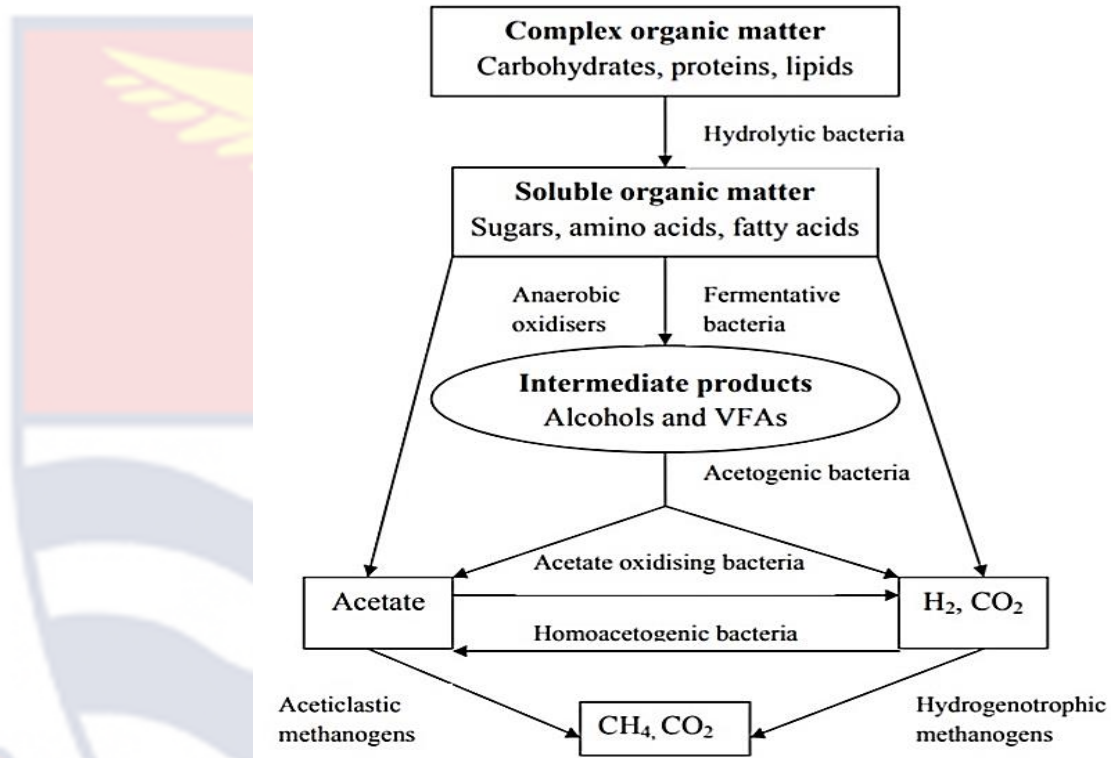 Complex organic matter
Carbohydrates, proteins, lipids
Hydrolytic bacteria
Soluble organic matter
Sugars, amino acids, fatty acids
Anaerobic
oxidisers
Fermentative
bacteria
Intermediate products
Alcohols and VFAs
Acetogenic bacteria
Acetate oxidising bacteria
Acetate
H₂, CO₂
Homoacetogenic bacteria
Aceticlastic
methanogens
CH₄, CO₂
Hydrogenotrophic
methanogens